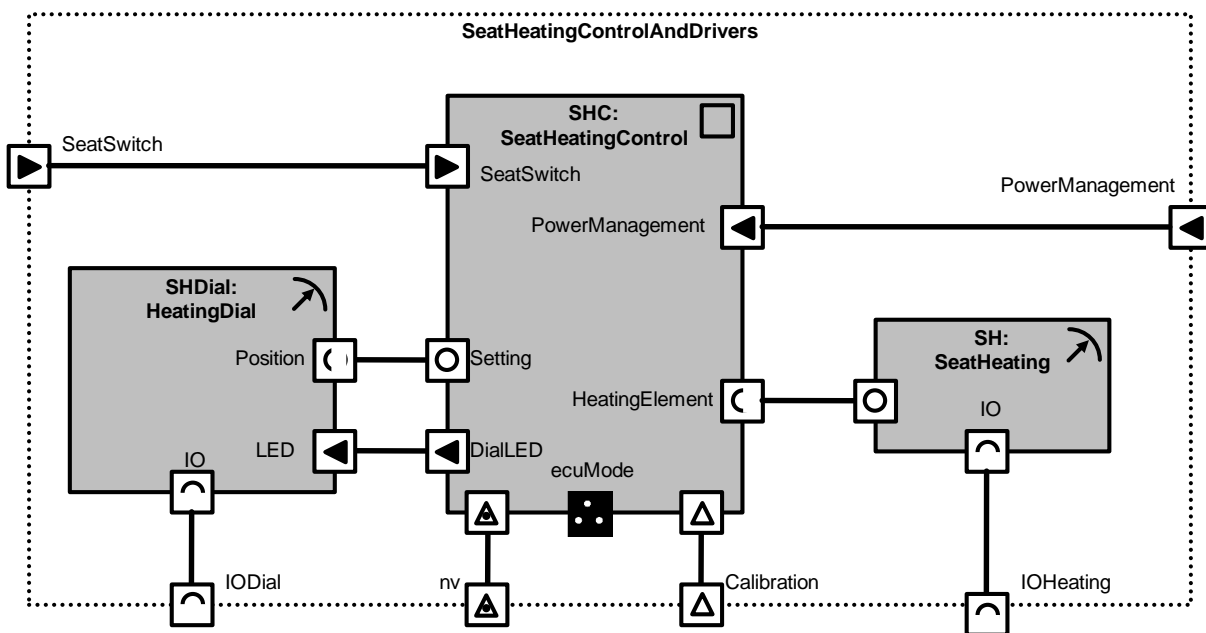 SeatHeatingControlAndDrivers
SHC:
SeatHeatingControl
SeatSwitch
SeatSwitch
PowerManagement
PowerManagement
SHDial:
HeatingDial
SH:
SeatHeating
Position
Setting
HeatingElement
IO
LED
DialLED
IO
ecuMode
IODial
nv
Calibration
IOHeating